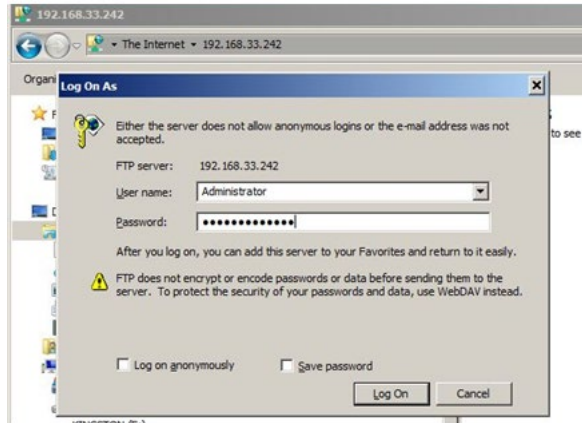 192.168.33.242
The Internet 192.168.33.242
Organi
Log On As
to see
Either the server does not allow anonymous logins or the e-mail address was not
accepted.
FTP server: 192.168.33.242
User name: Administrator
Password: ●●●●●●●●●●●●●
After you log on, you can add this server to your Favorites and return to it easily.
FTP does not encrypt or encode passwords or data before sending them to the
server. To protect the security of your passwords and data, use WebDAV instead.
Log on anonymously Save password
Log On Cancel